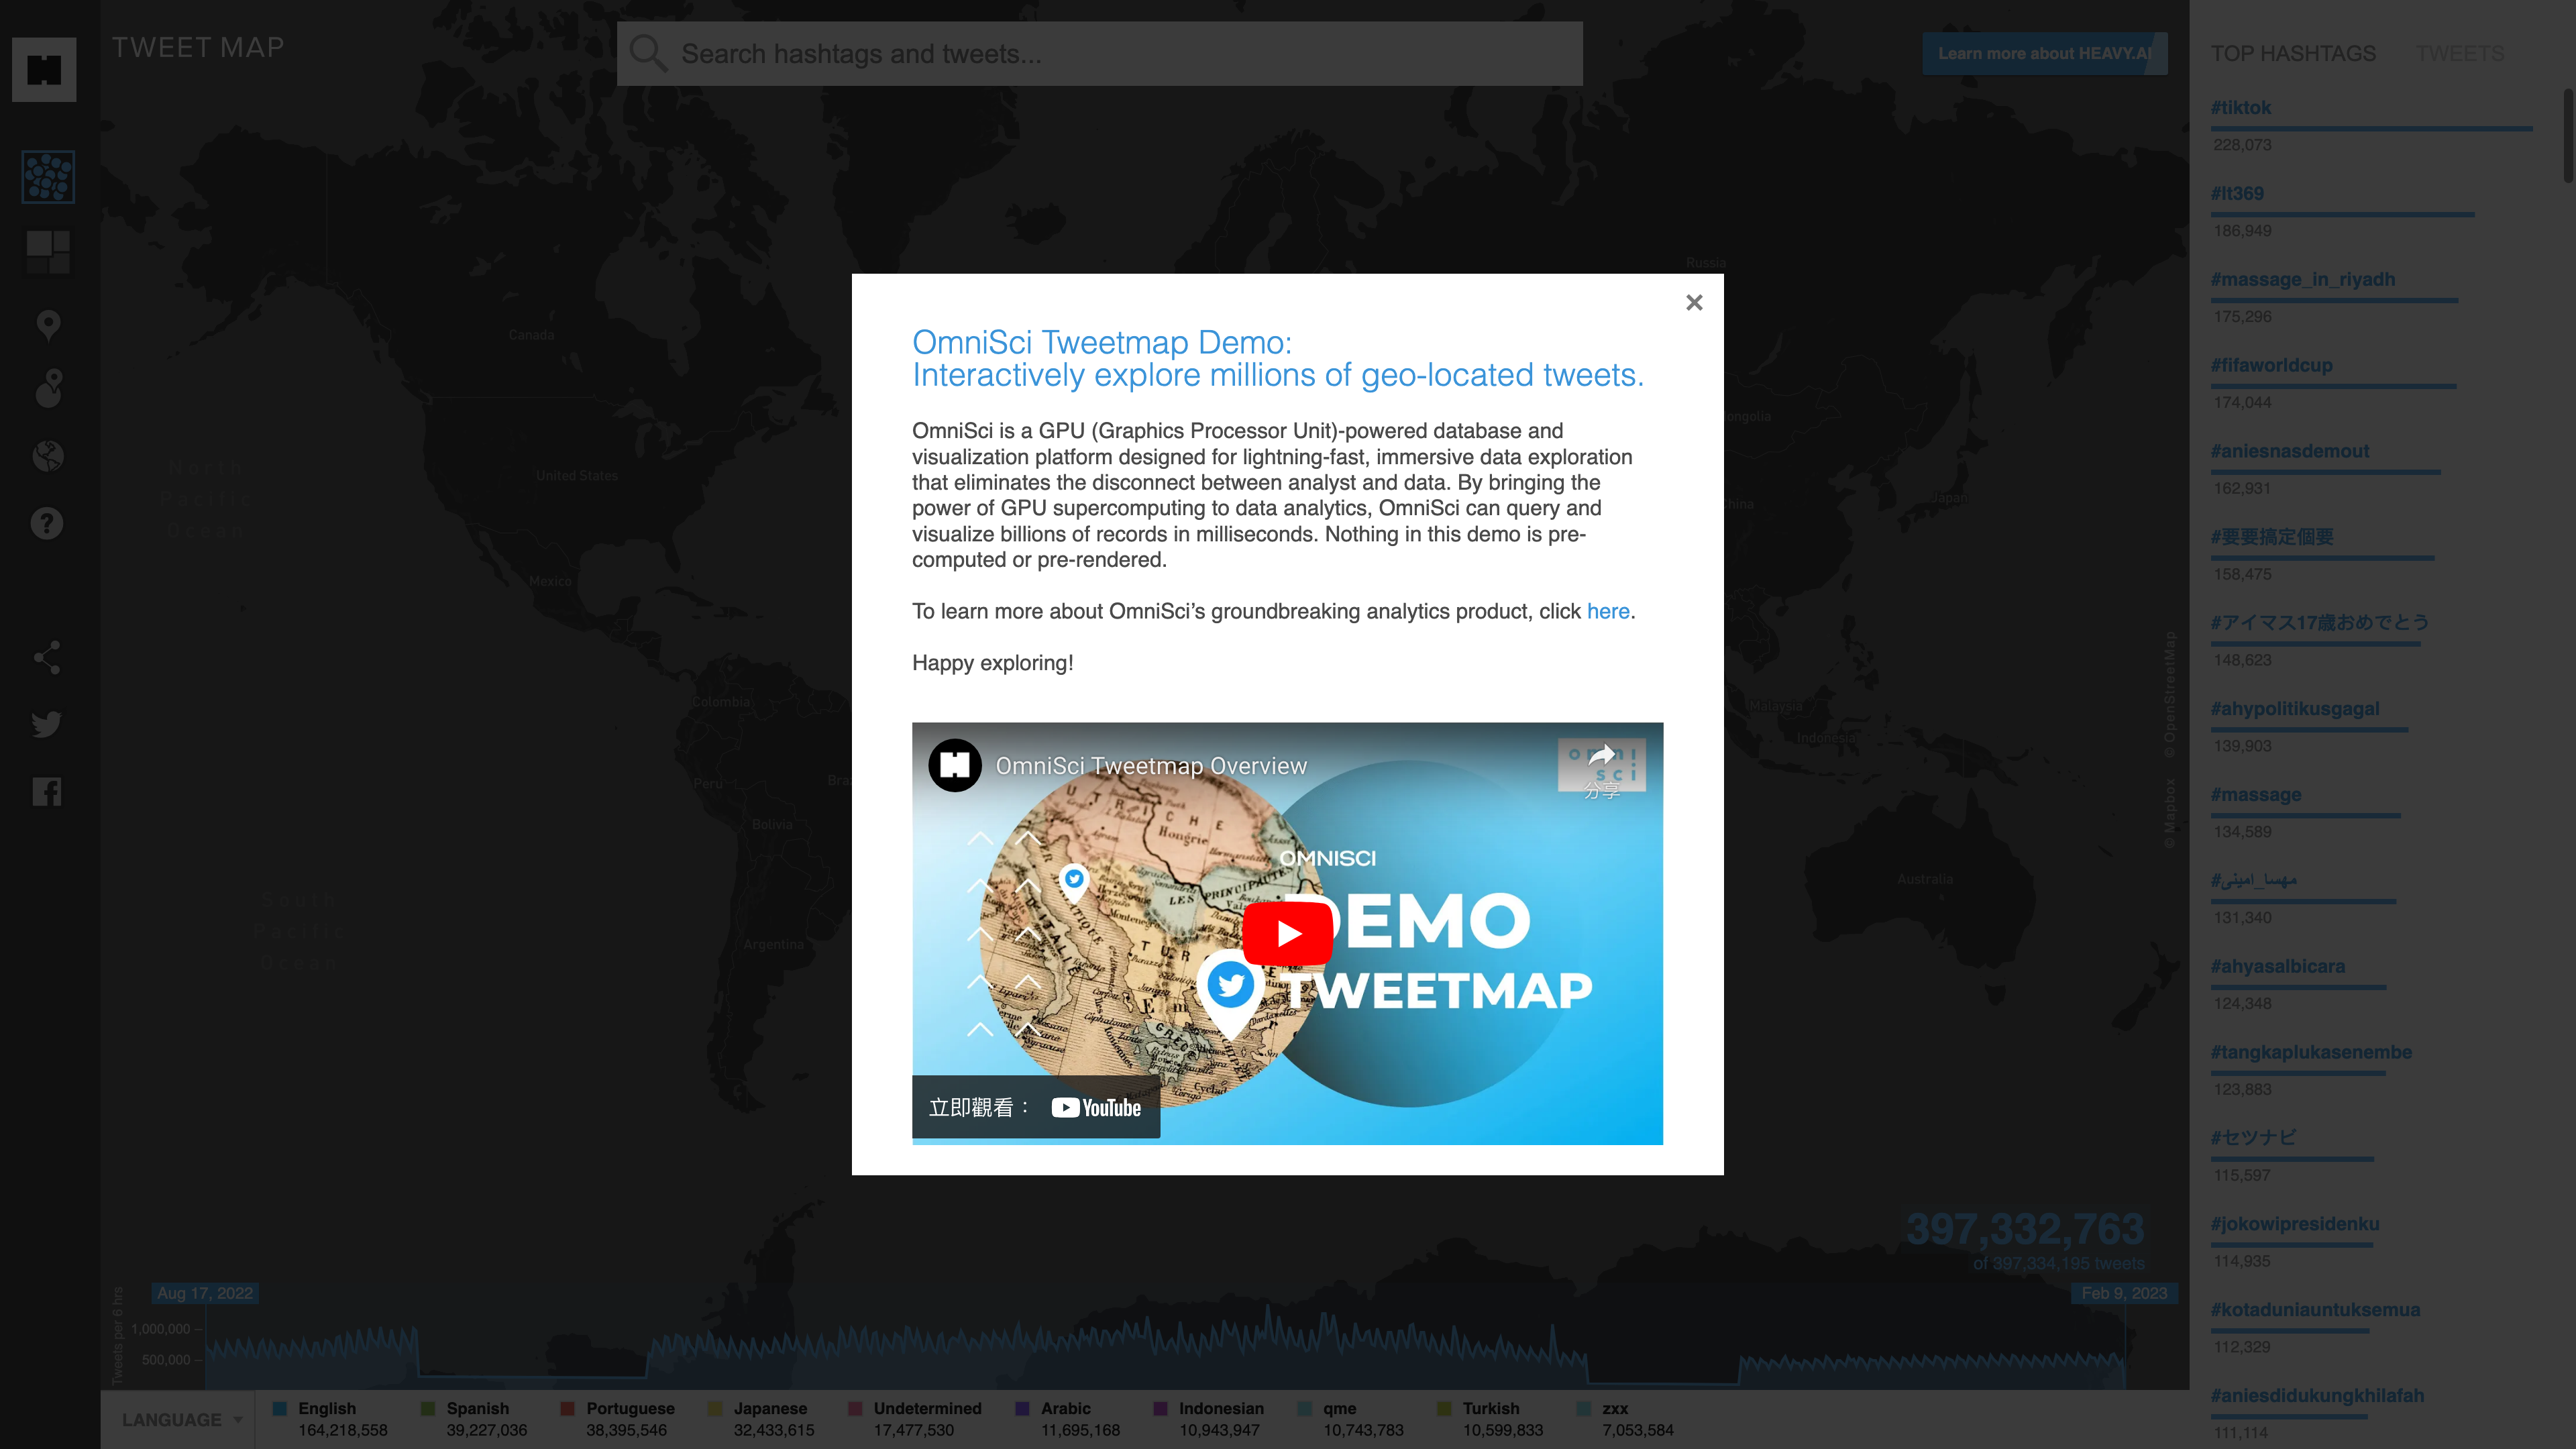 TWEET MAP
Search hashtags and tweets...
Learn more about HEAVY.AI
TOP HASHTAGS
TWEETS
#tiktok
228,073
#lt369
186,949
#massage_in_riyadh
175,296
#fifaworldcup
174,044
#aniesnasdemout
162,931
#要要搞定個要
158,475
#アイマス17歳おめでとう
148,623
#ahypolitikusgagal
139,903
#massage
134,589
#مهسا_امینی
131,340
#ahyasalbicara
124,348
#tangkaplukasenembe
123,883
#セツナビ
115,597
#jokowipresidenku
114,935
#kotaduniauntuksemua
112,329
#aniesdidukungkhilafah
111,114
Russia
Canada
United States
Mexico
Colombia
Peru
Bolivia
Argentina
North
Pacific
Ocean
South
Pacific
Ocean
Japan
Malaysia
Indonesia
Australia
© Mapbox © OpenStreetMap
×
OmniSci Tweetmap Demo:
Interactively explore millions of geo-located tweets.
OmniSci is a GPU (Graphics Processor Unit)-powered database and
visualization platform designed for lightning-fast, immersive data exploration
that eliminates the disconnect between analyst and data. By bringing the
power of GPU supercomputing to data analytics, OmniSci can query and
visualize billions of records in milliseconds. Nothing in this demo is pre-
computed or pre-rendered.
To learn more about OmniSci’s groundbreaking analytics product, click here.
Happy exploring!
OmniSci Tweetmap Overview
omni
sci
分享
UTRICHE
Hongrie
PRINCIPAUTES
OMNISCI
DEMO
TWEETMAP
立即觀看：
YouTube
397,332,763
of 397,334,195 tweets
Aug 17, 2022
Feb 9, 2023
Tweets per 6 hrs
1,000,000
500,000
LANGUAGE
English
164,218,558
Spanish
39,227,036
Portuguese
38,395,546
Japanese
32,433,615
Undetermined
17,477,530
Arabic
11,695,168
Indonesian
10,943,947
qme
10,743,783
Turkish
10,599,833
zxx
7,053,584